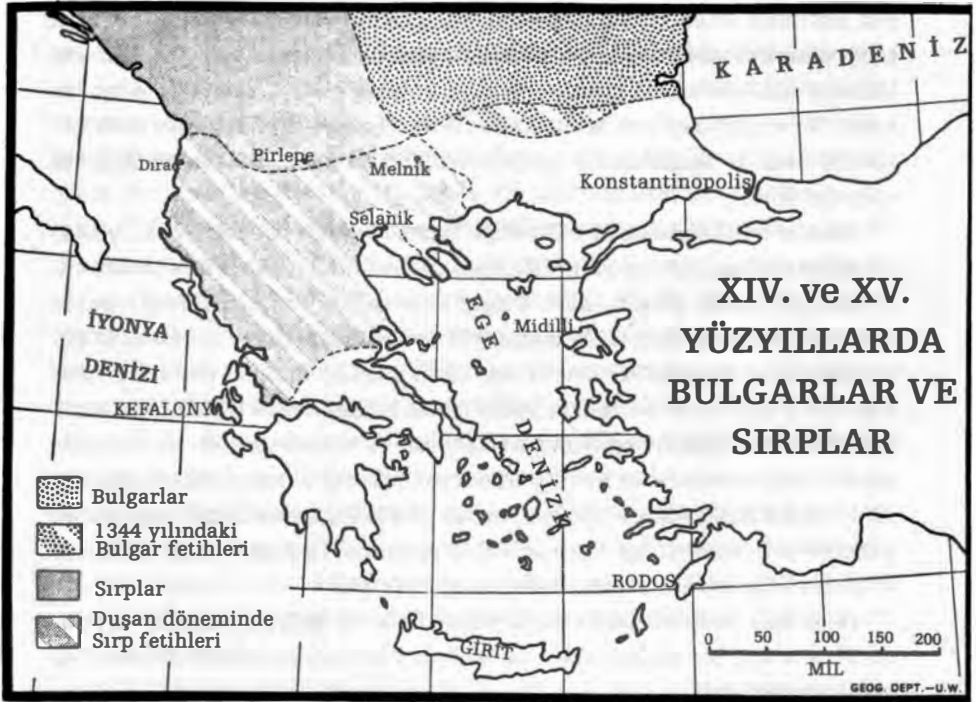 KARADENİZ
Dıraç
Pirlepe
Melnik
Konstantinopolis
Selanik
EGE DENİZİ
Midilli
İYONYA
DENİZİ
KEFALONYA
XIV. ve XV.
YÜZYILLARDA
BULGARLAR VE
SIRPLAR
Bulgarlar
1344 yılındaki
Bulgar fetihleri
Sırplar
Duşan döneminde
Sırp fetihleri
RODOS
GİRİT
0 50 100 150 200
MİL
GEOG. DEPT.—U.W.